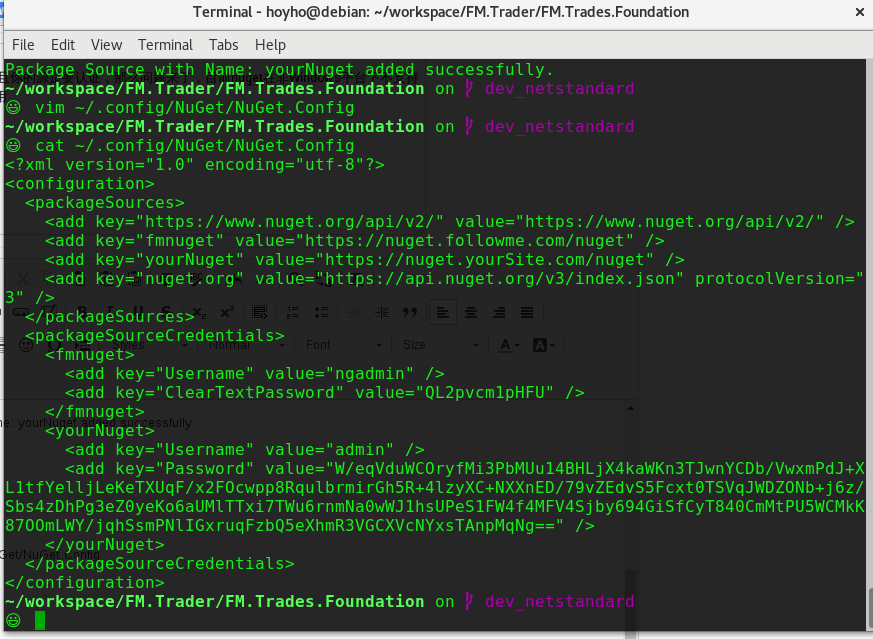 Terminal - hoyho@debian: ~/workspace/FM.Trader/FM.Trades.Foundation
File Edit View Terminal Tabs Help
Package Source with Name: yourNuget added successfully.
~/workspace/FM.Trader/FM.Trades.Foundation on dev_netstandard
😃 vim ~/.config/NuGet/NuGet.Config
~/workspace/FM.Trader/FM.Trades.Foundation on dev_netstandard
😃 cat ~/.config/NuGet/NuGet.Config
<?xml version="1.0" encoding="utf-8"?>
<configuration>
<packageSources>
<add key="https://www.nuget.org/api/v2/" value="https://www.nuget.org/api/v2/" />
<add key="fmnuget" value="https://nuget.followme.com/nuget" />
<add key="yourNuget" value="https://nuget.yourSite.com/nuget" />
<add key="nuget.org" value="https://api.nuget.org/v3/index.json" protocolVersion="
3" />
</packageSources>
<packageSourceCredentials>
<fmnuget>
<add key="Username" value="ngadmin" />
<add key="ClearTextPassword" value="QL2pvcm1pHFU" />
</fmnuget>
<yourNuget>
<add key="Username" value="admin" />
<add key="Password" value="W/eqVduWCOryfMi3PbMUu14BHLjX4kaWKn3TJwnYCDb/VwxmPdJ+X
L1tfYelljLeKeTXUqF/x2FOcwpp8RqulbrmirGh5R+4lzyXC+NXXnED/79vZEdvS5Fcxt0TSVqJWDZONb+j6z/
Sbs4zDhPg3eZ0yeKo6aUMlTTxi7TWu6rnmNa0wWJ1hsUPeS1FW4f4MFV4Sjby694GiSfCyT840CmMtPU5WCMkK
87OOmLWY/jqhSsmPNlIGxruqFzbQ5eXhmR3VGCXVcNYxsTAnpMqNg==" />
</yourNuget>
</packageSourceCredentials>
</configuration>
~/workspace/FM.Trader/FM.Trades.Foundation on dev_netstandard
😃